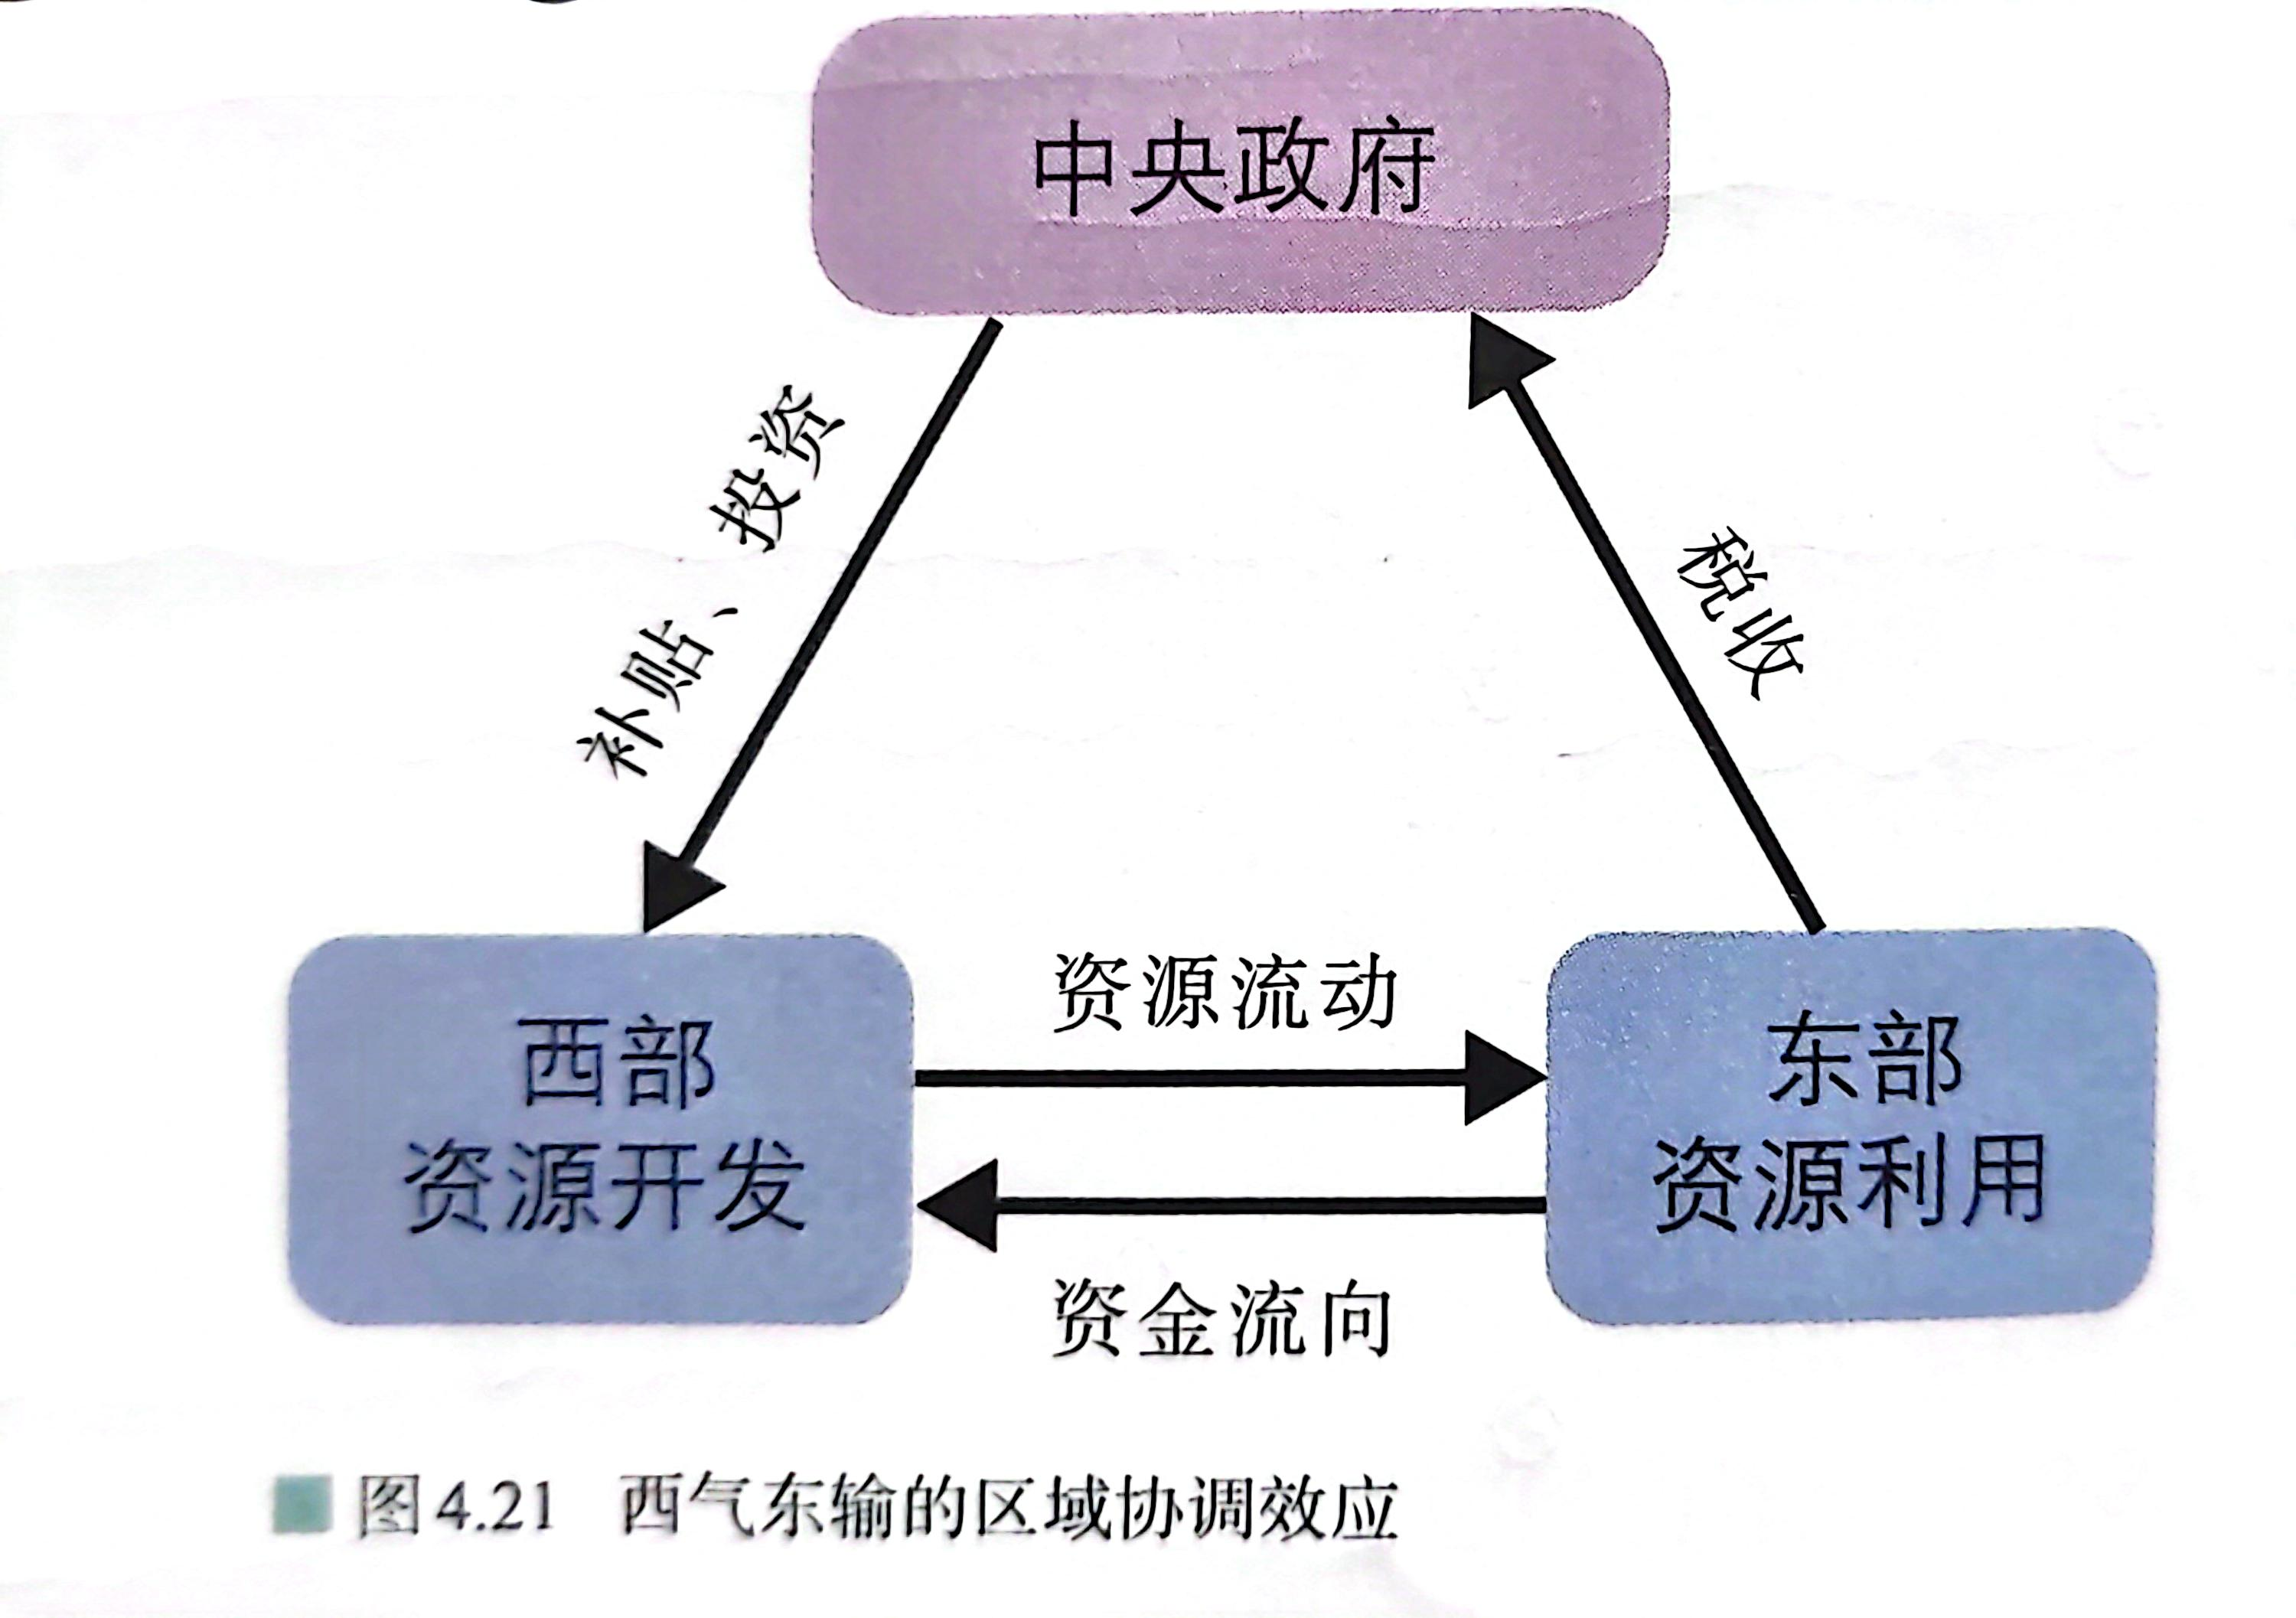 中央政府
补贴、投资
税收
资源流动
西部
资源开发
东部
资源利用
资金流向
图4.21 西气东输的区域协调效应